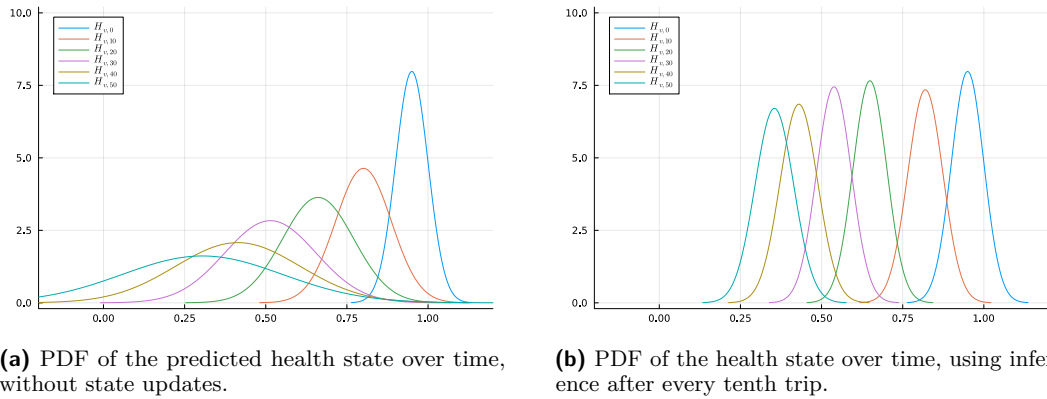 10.0
7.5
5.0
2.5
0.0
0.00
0.25
0.50
0.75
1.00
H_{v,0}
H_{v,10}
H_{v,20}
H_{v,30}
H_{v,40}
H_{v,50}
(a) PDF of the predicted health state over time,
without state updates.
10.0
7.5
5.0
2.5
0.0
0.00
0.25
0.50
0.75
1.00
H_{v,0}
H_{v,10}
H_{v,20}
H_{v,30}
H_{v,40}
H_{v,50}
(b) PDF of the health state over time, using infer-
ence after every tenth trip.